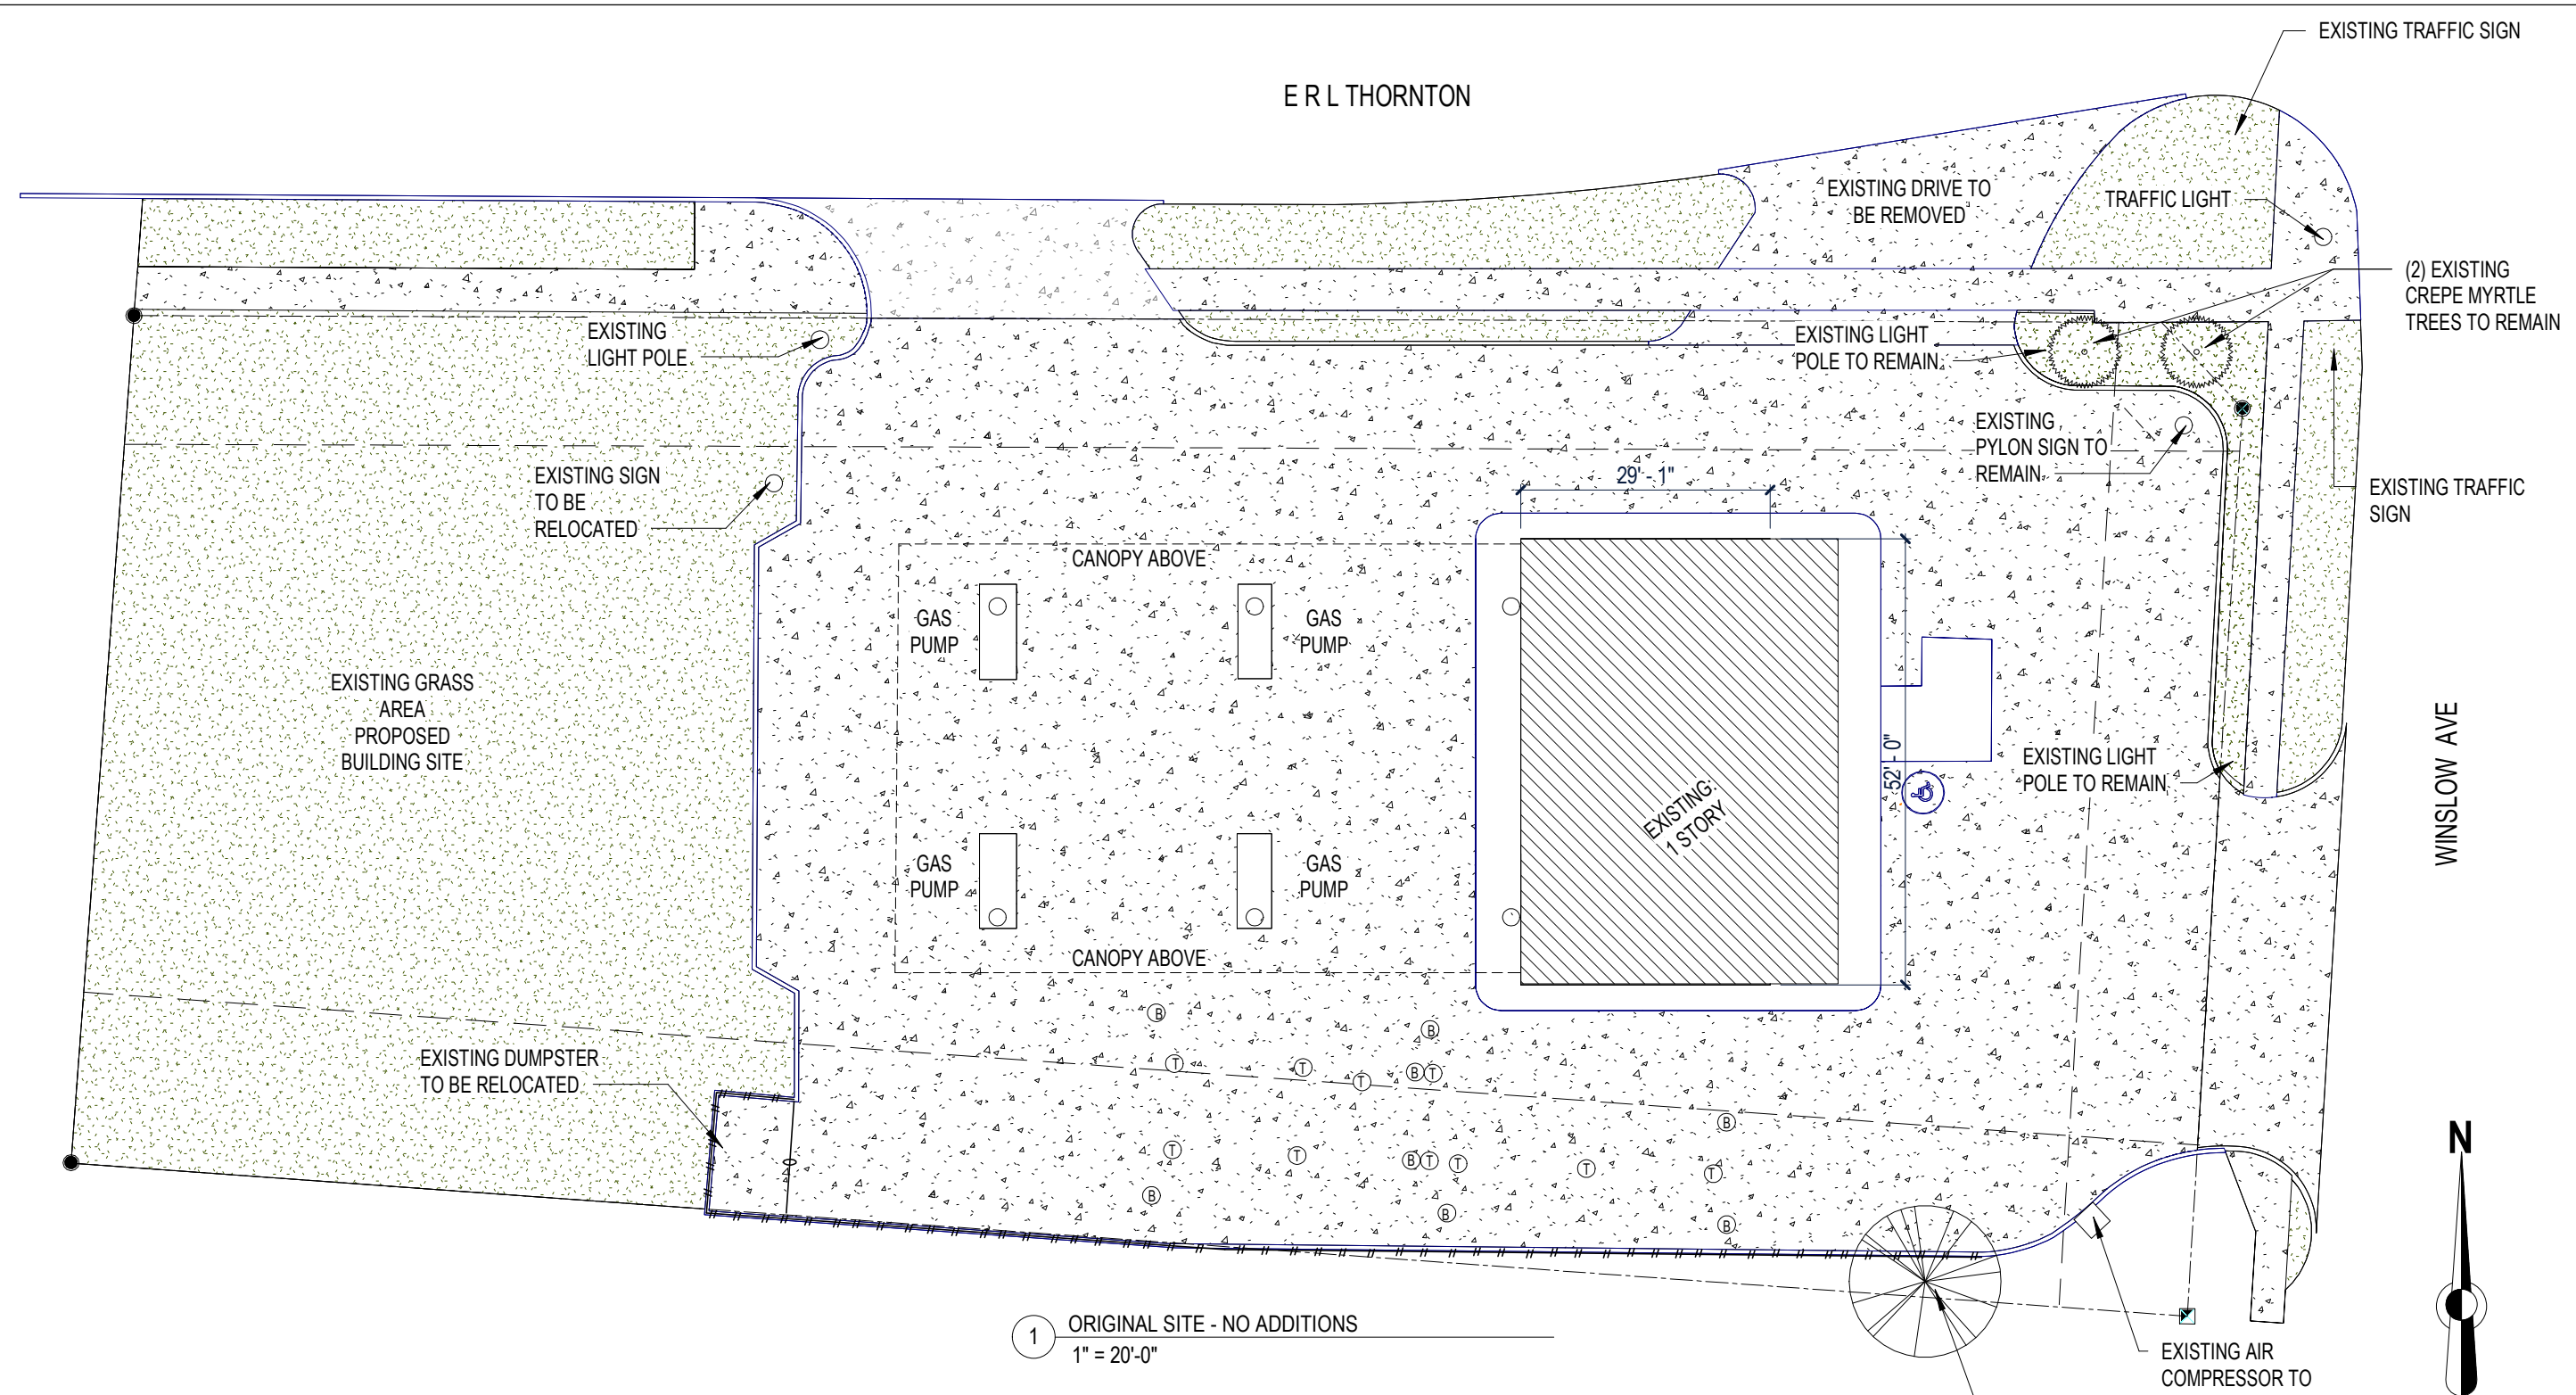 EXISTING TRAFFIC SIGN
E R L THORNTON
EXISTING DRIVE TO
BE REMOVED
TRAFFIC LIGHT
(2) EXISTING
CREPE MYRTLE
TREES TO REMAIN
EXISTING
LIGHT POLE
EXISTING LIGHT
POLE TO REMAIN
EXISTING
PYLON SIGN TO
REMAIN
EXISTING SIGN
TO BE
RELOCATED
29'- 1"
EXISTING TRAFFIC
SIGN
CANOPY ABOVE
GAS
PUMP
GAS
PUMP
EXISTING GRASS
AREA
PROPOSED
BUILDING SITE
WINSLOW AVE
52'- 0"
EXISTING LIGHT
POLE TO REMAIN
EXISTING
1 STORY
GAS
PUMP
GAS
PUMP
CANOPY ABOVE
B
B
EXISTING DUMPSTER
TO BE RELOCATED
T
T
T
B T
B
T
T
B T
T
T
T
B
B
B
N
1
ORIGINAL SITE - NO ADDITIONS
1" = 20'-0"
EXISTING AIR
COMPRESSOR TO